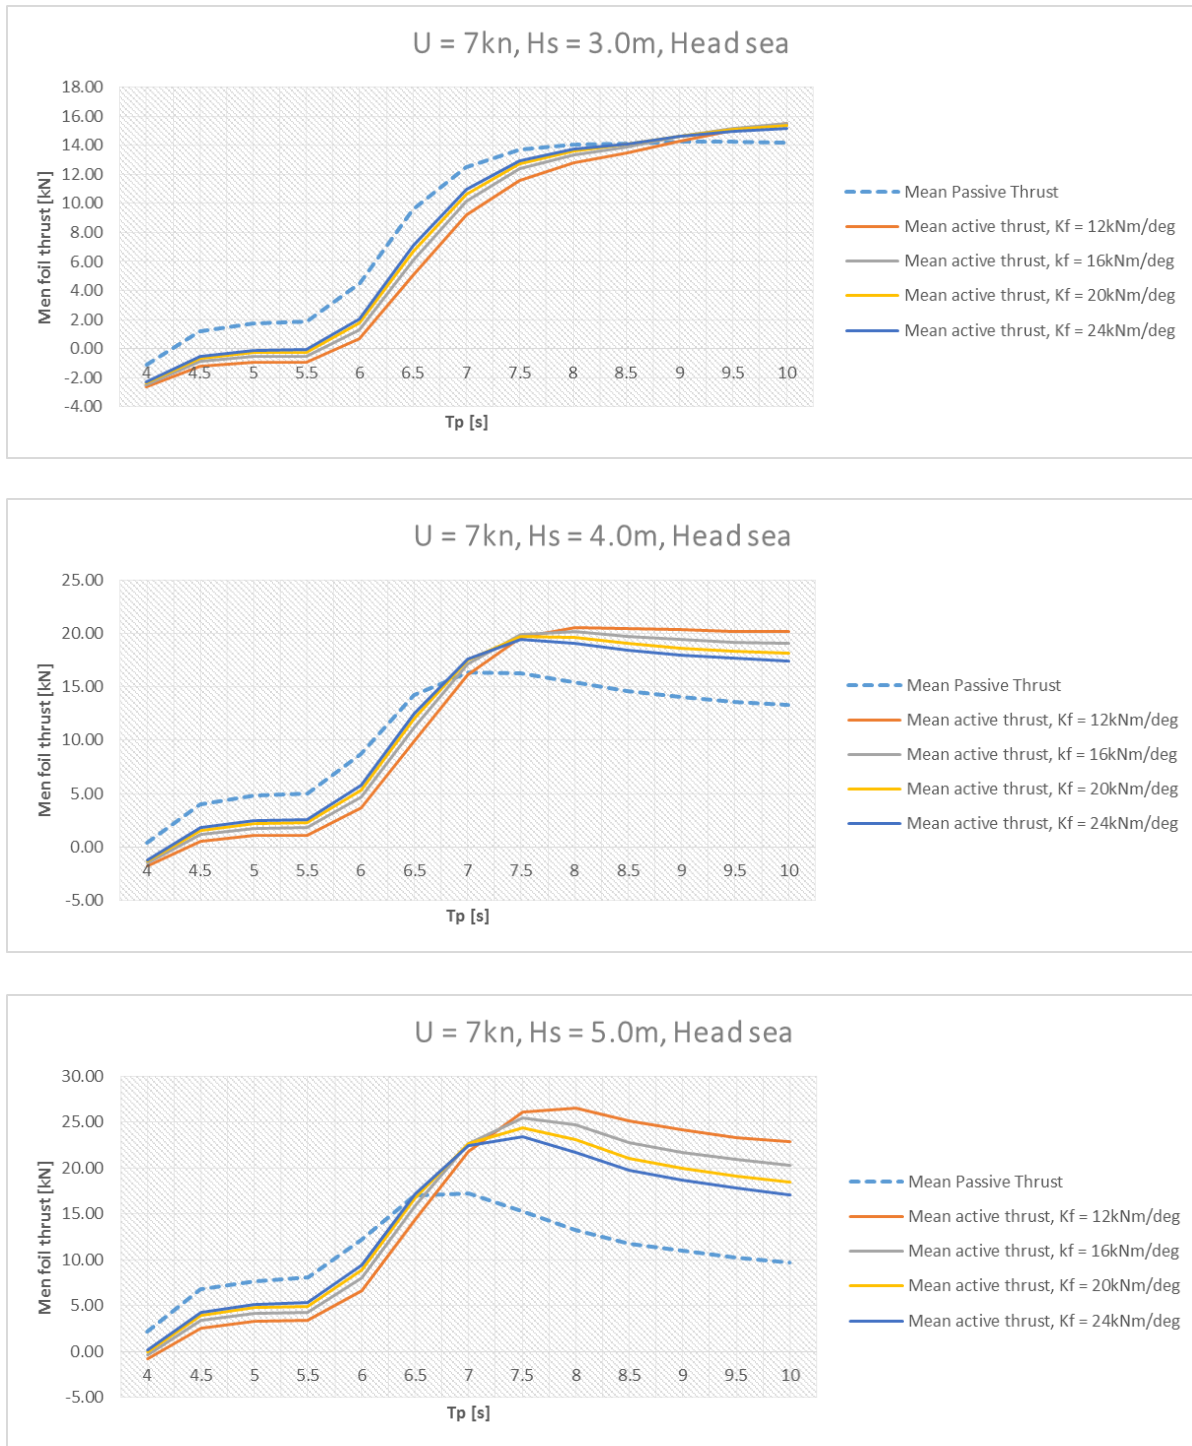 U = 7kn, Hs = 3.0m, Head sea
18.00
16.00
14.00
12.00
10.00
8.00
6.00
4.00
2.00
0.00
-2.00
-4.00
Men foil thrust [kN]
4 4.5 5 5.5 6 6.5 7 7.5 8 8.5 9 9.5 10
Tp [s]
Mean Passive Thrust
Mean active thrust, Kf = 12kNm/deg
Mean active thrust, kf = 16kNm/deg
Mean active thrust, Kf = 20kNm/deg
Mean active thrust, Kf = 24kNm/deg
U = 7kn, Hs = 4.0m, Head sea
25.00
20.00
15.00
10.00
5.00
0.00
-5.00
Men foil thrust [kN]
4 4.5 5 5.5 6 6.5 7 7.5 8 8.5 9 9.5 10
Tp [s]
Mean Passive Thrust
Mean active thrust, Kf = 12kNm/deg
Mean active thrust, kf = 16kNm/deg
Mean active thrust, Kf = 20kNm/deg
Mean active thrust, Kf = 24kNm/deg
U = 7kn, Hs = 5.0m, Head sea
30.00
25.00
20.00
15.00
10.00
5.00
0.00
-5.00
Men foil thrust [kN]
4 4.5 5 5.5 6 6.5 7 7.5 8 8.5 9 9.5 10
Tp [s]
Mean Passive Thrust
Mean active thrust, Kf = 12kNm/deg
Mean active thrust, kf = 16kNm/deg
Mean active thrust, Kf = 20kNm/deg
Mean active thrust, Kf = 24kNm/deg